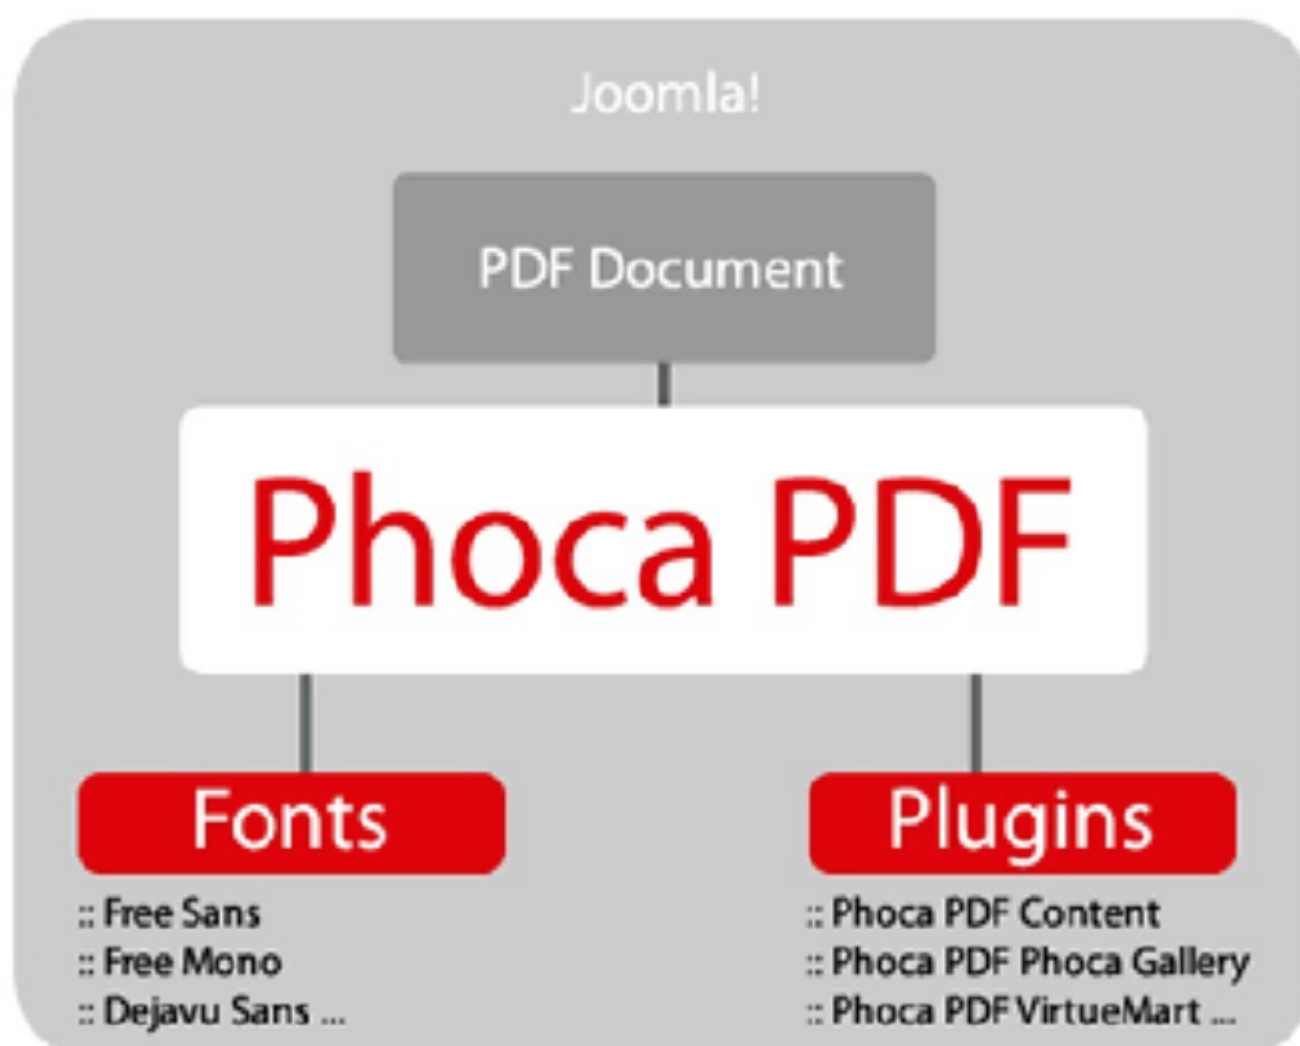 Joomla!
PDF Document
Phoca PDF
Fonts
Plugins
:: Free Sans
:: Free Mono
:: Dejavu Sans ...
:: Phoca PDF Content
:: Phoca PDF Phoca Gallery
:: Phoca PDF VirtueMart ...